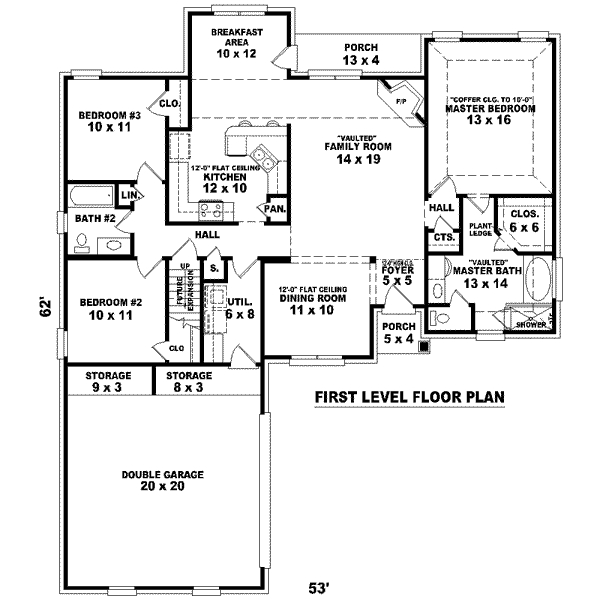 BREAKFAST
AREA
10 x 12
PORCH
13 x 4
F/P
"COFFER CLG. TO 10'-0"
MASTER BEDROOM
13 x 16
BEDROOM #3
10 x 11
CLO.
"VAULTED"
FAMILY ROOM
14 x 19
12'-0" FLAT CEILING
KITCHEN
12 x 10
LIN.
PAN.
BATH #2
HALL
HALL
CTS.
PLANT
LEDGE
CLOS.
6 x 6
UP
FUTURE
EXPANSION
S.
"VAULTED"
MASTER BATH
13 x 14
FOYER
5 x 5
12'-0" FLAT CEILING
DINING ROOM
11 x 10
BEDROOM #2
10 x 11
UTIL.
6 x 8
SHOWER
PORCH
5 x 4
CLO
62'
STORAGE
9 x 3
STORAGE
8 x 3
FIRST LEVEL FLOOR PLAN
DOUBLE GARAGE
20 x 20
53'